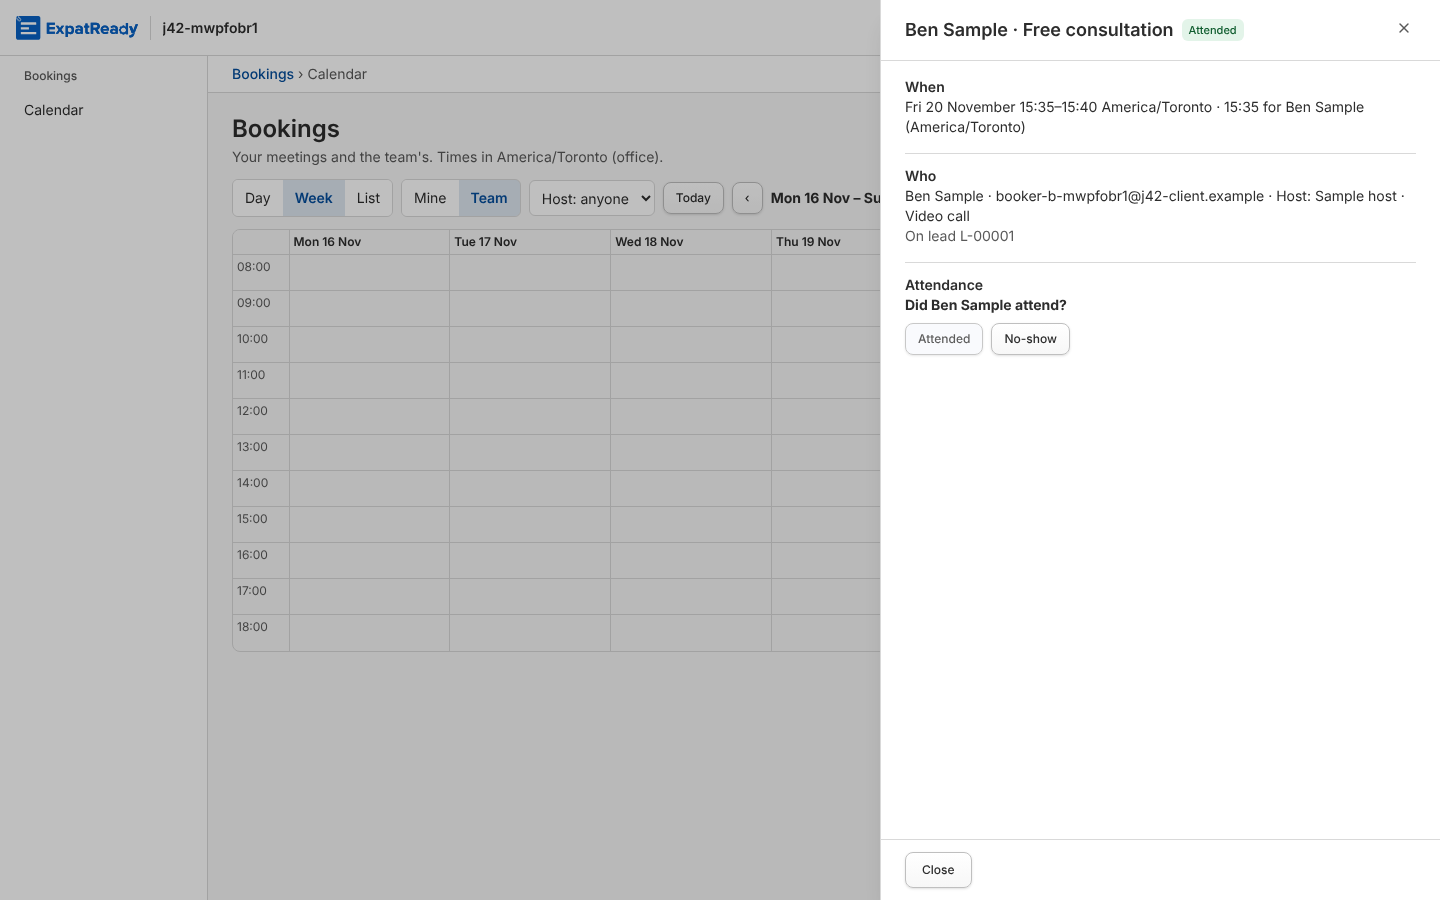 ExpatReady
j42-mwpfobr1
Bookings
Calendar
Bookings › Calendar
Bookings
Your meetings and the team's. Times in America/Toronto (office).
Day Week List Mine Team Host: anyone Today ‹ Mon 16 Nov – Su
Mon 16 Nov Tue 17 Nov Wed 18 Nov Thu 19 Nov
08:00
09:00
10:00
11:00
12:00
13:00
14:00
15:00
16:00
17:00
18:00
Ben Sample · Free consultation Attended ×
When
Fri 20 November 15:35–15:40 America/Toronto · 15:35 for Ben Sample
(America/Toronto)
Who
Ben Sample · booker-b-mwpfobr1@j42-client.example · Host: Sample host ·
Video call
On lead L-00001
Attendance
Did Ben Sample attend?
Attended No-show
Close